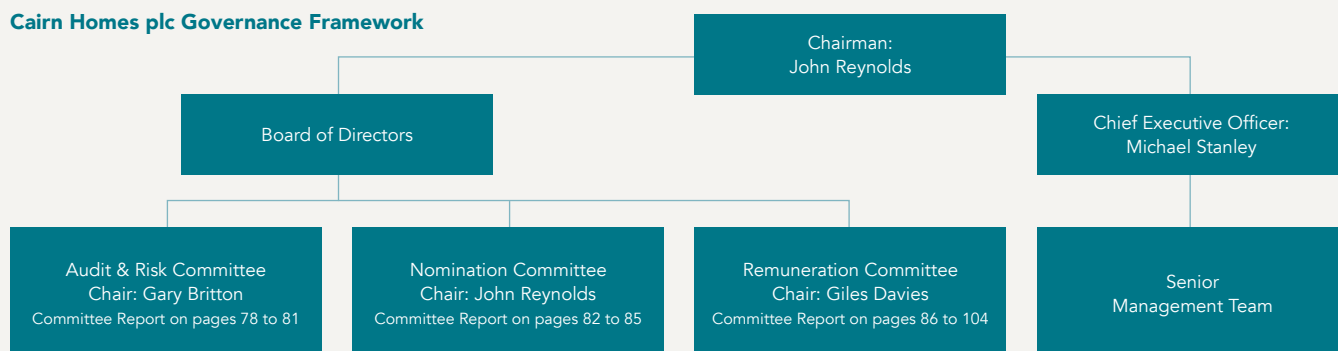 Cairn Homes plc Governance Framework
Chairman:
John Reynolds
Board of Directors
Chief Executive Officer:
Michael Stanley
Audit & Risk Committee
Chair: Gary Britton
Committee Report on pages 78 to 81
Nomination Committee
Chair: John Reynolds
Committee Report on pages 82 to 85
Remuneration Committee
Chair: Giles Davies
Committee Report on pages 86 to 104
Senior
Management Team